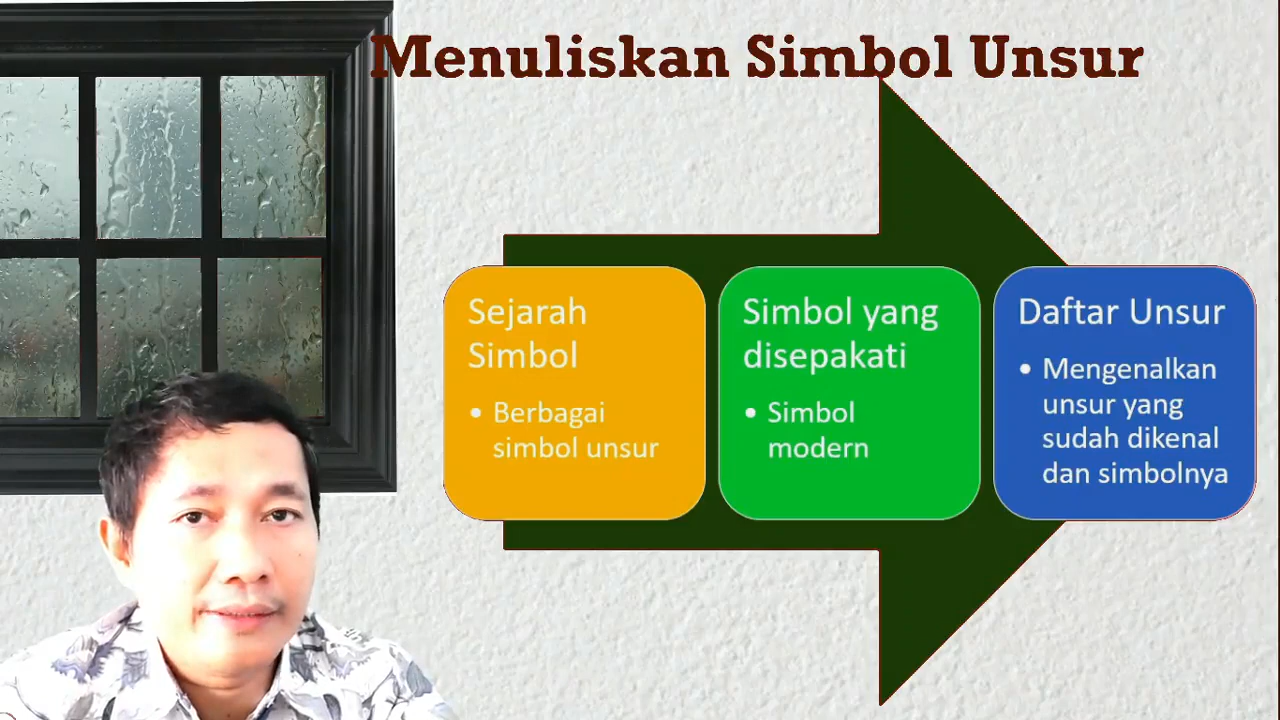 Menuliskan Simbol Unsur
Sejarah
Simbol
• Berbagai
simbol unsur
Simbol yang
disepakati
• Simbol
modern
Daftar Unsur
• Mengenalkan
unsur yang
sudah dikenal
dan simbolnya